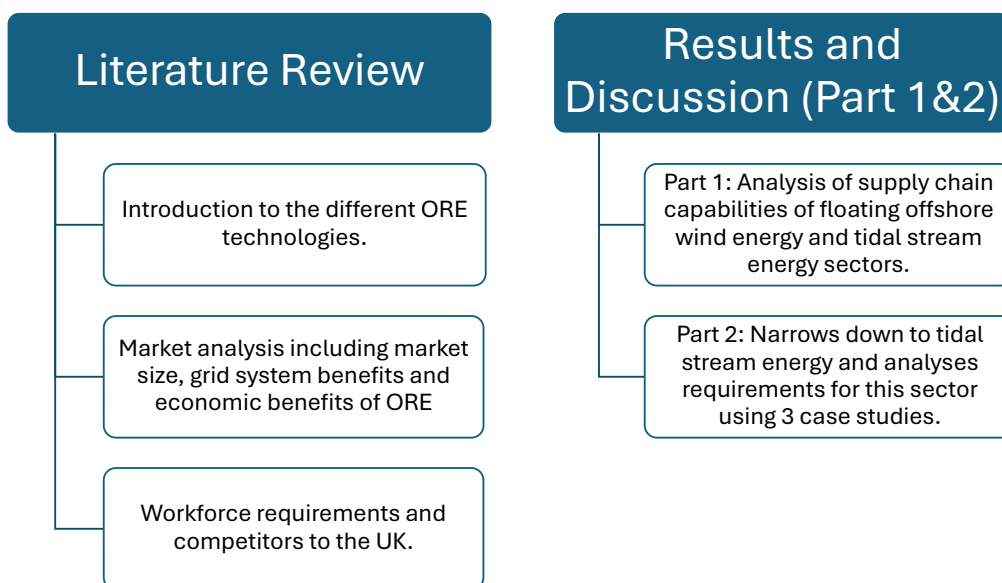 Literature Review
Introduction to the different ORE
technologies.
Market analysis including market
size, grid system benefits and
economic benefits of ORE
Workforce requirements and
competitors to the UK.
Results and
Discussion (Part 1&2)
Part 1: Analysis of supply chain
capabilities of floating offshore
wind energy and tidal stream
energy sectors.
Part 2: Narrows down to tidal
stream energy and analyses
requirements for this sector
using 3 case studies.